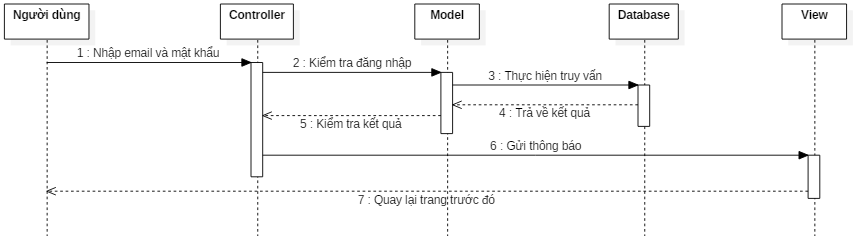 Người dùng
Controller
Model
Database
View
1 : Nhập email và mật khẩu
2 : Kiểm tra đăng nhập
3 : Thực hiện truy vấn
4 : Trả về kết quả
5 : Kiểm tra kết quả
6 : Gửi thông báo
7 : Quay lại trang trước đó